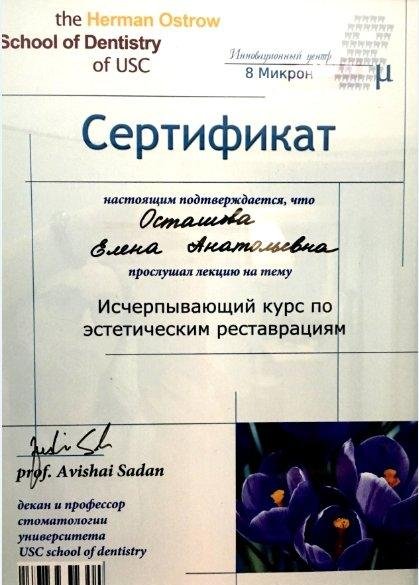 the Herman Ostrow
School of Dentistry
of USC
Инновационный центр
8 Микрон
8 μ
Сертификат
настоящим подтверждается, что
Осташова
Елена Анатольевна
прослушал лекцию на тему
Исчерпывающий курс по
эстетическим реставрациям
prof. Avishai Sadan
декан и профессор
стоматологии
университета
USC school of dentistry